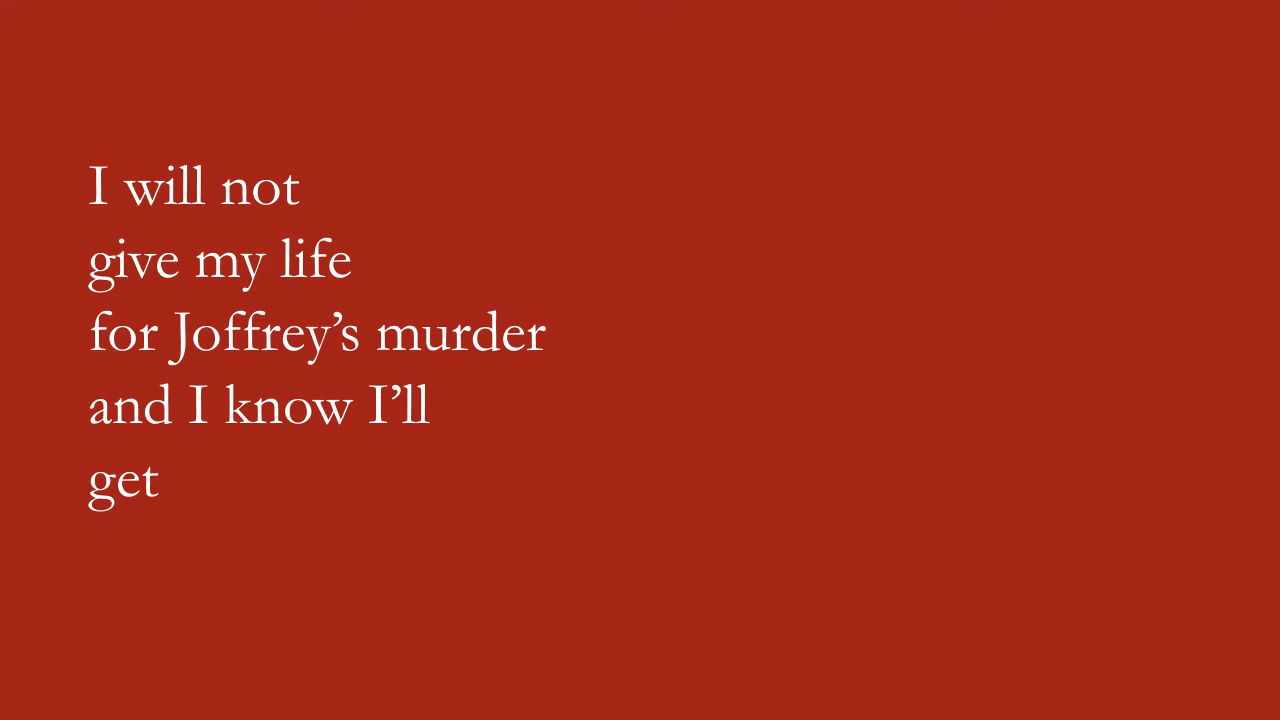 I will not
give my life
for Joffrey’s murder
and I know I’ll
get